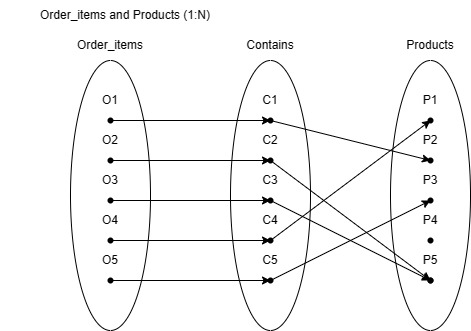 Order_items and Products (1:N)
Order_items Contains Products
O1 C1 P1
O2 C2 P2
O3 C3 P3
O4 C4 P4
O5 C5 P5